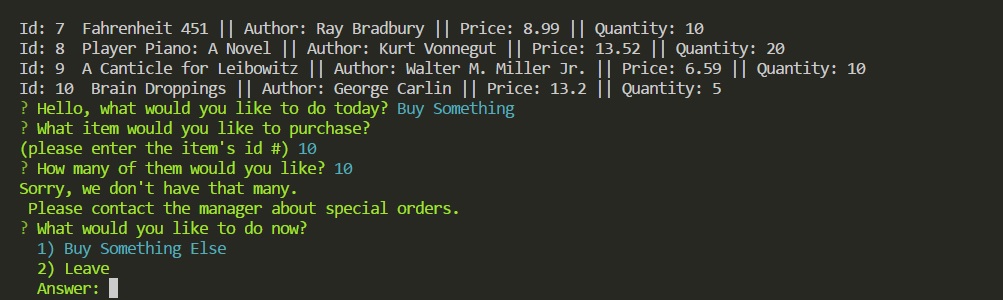 Id: 7  Fahrenheit 451 || Author: Ray Bradbury || Price: 8.99 || Quantity: 10
Id: 8  Player Piano: A Novel || Author: Kurt Vonnegut || Price: 13.52 || Quantity: 20
Id: 9  A Canticle for Leibowitz || Author: Walter M. Miller Jr. || Price: 6.59 || Quantity: 10
Id: 10  Brain Droppings || Author: George Carlin || Price: 13.2 || Quantity: 5
? Hello, what would you like to do today? Buy Something
? What item would you like to purchase?
(please enter the item's id #) 10
? How many of them would you like? 10
Sorry, we don't have that many.
 Please contact the manager about special orders.
? What would you like to do now?
  1) Buy Something Else
  2) Leave
  Answer: